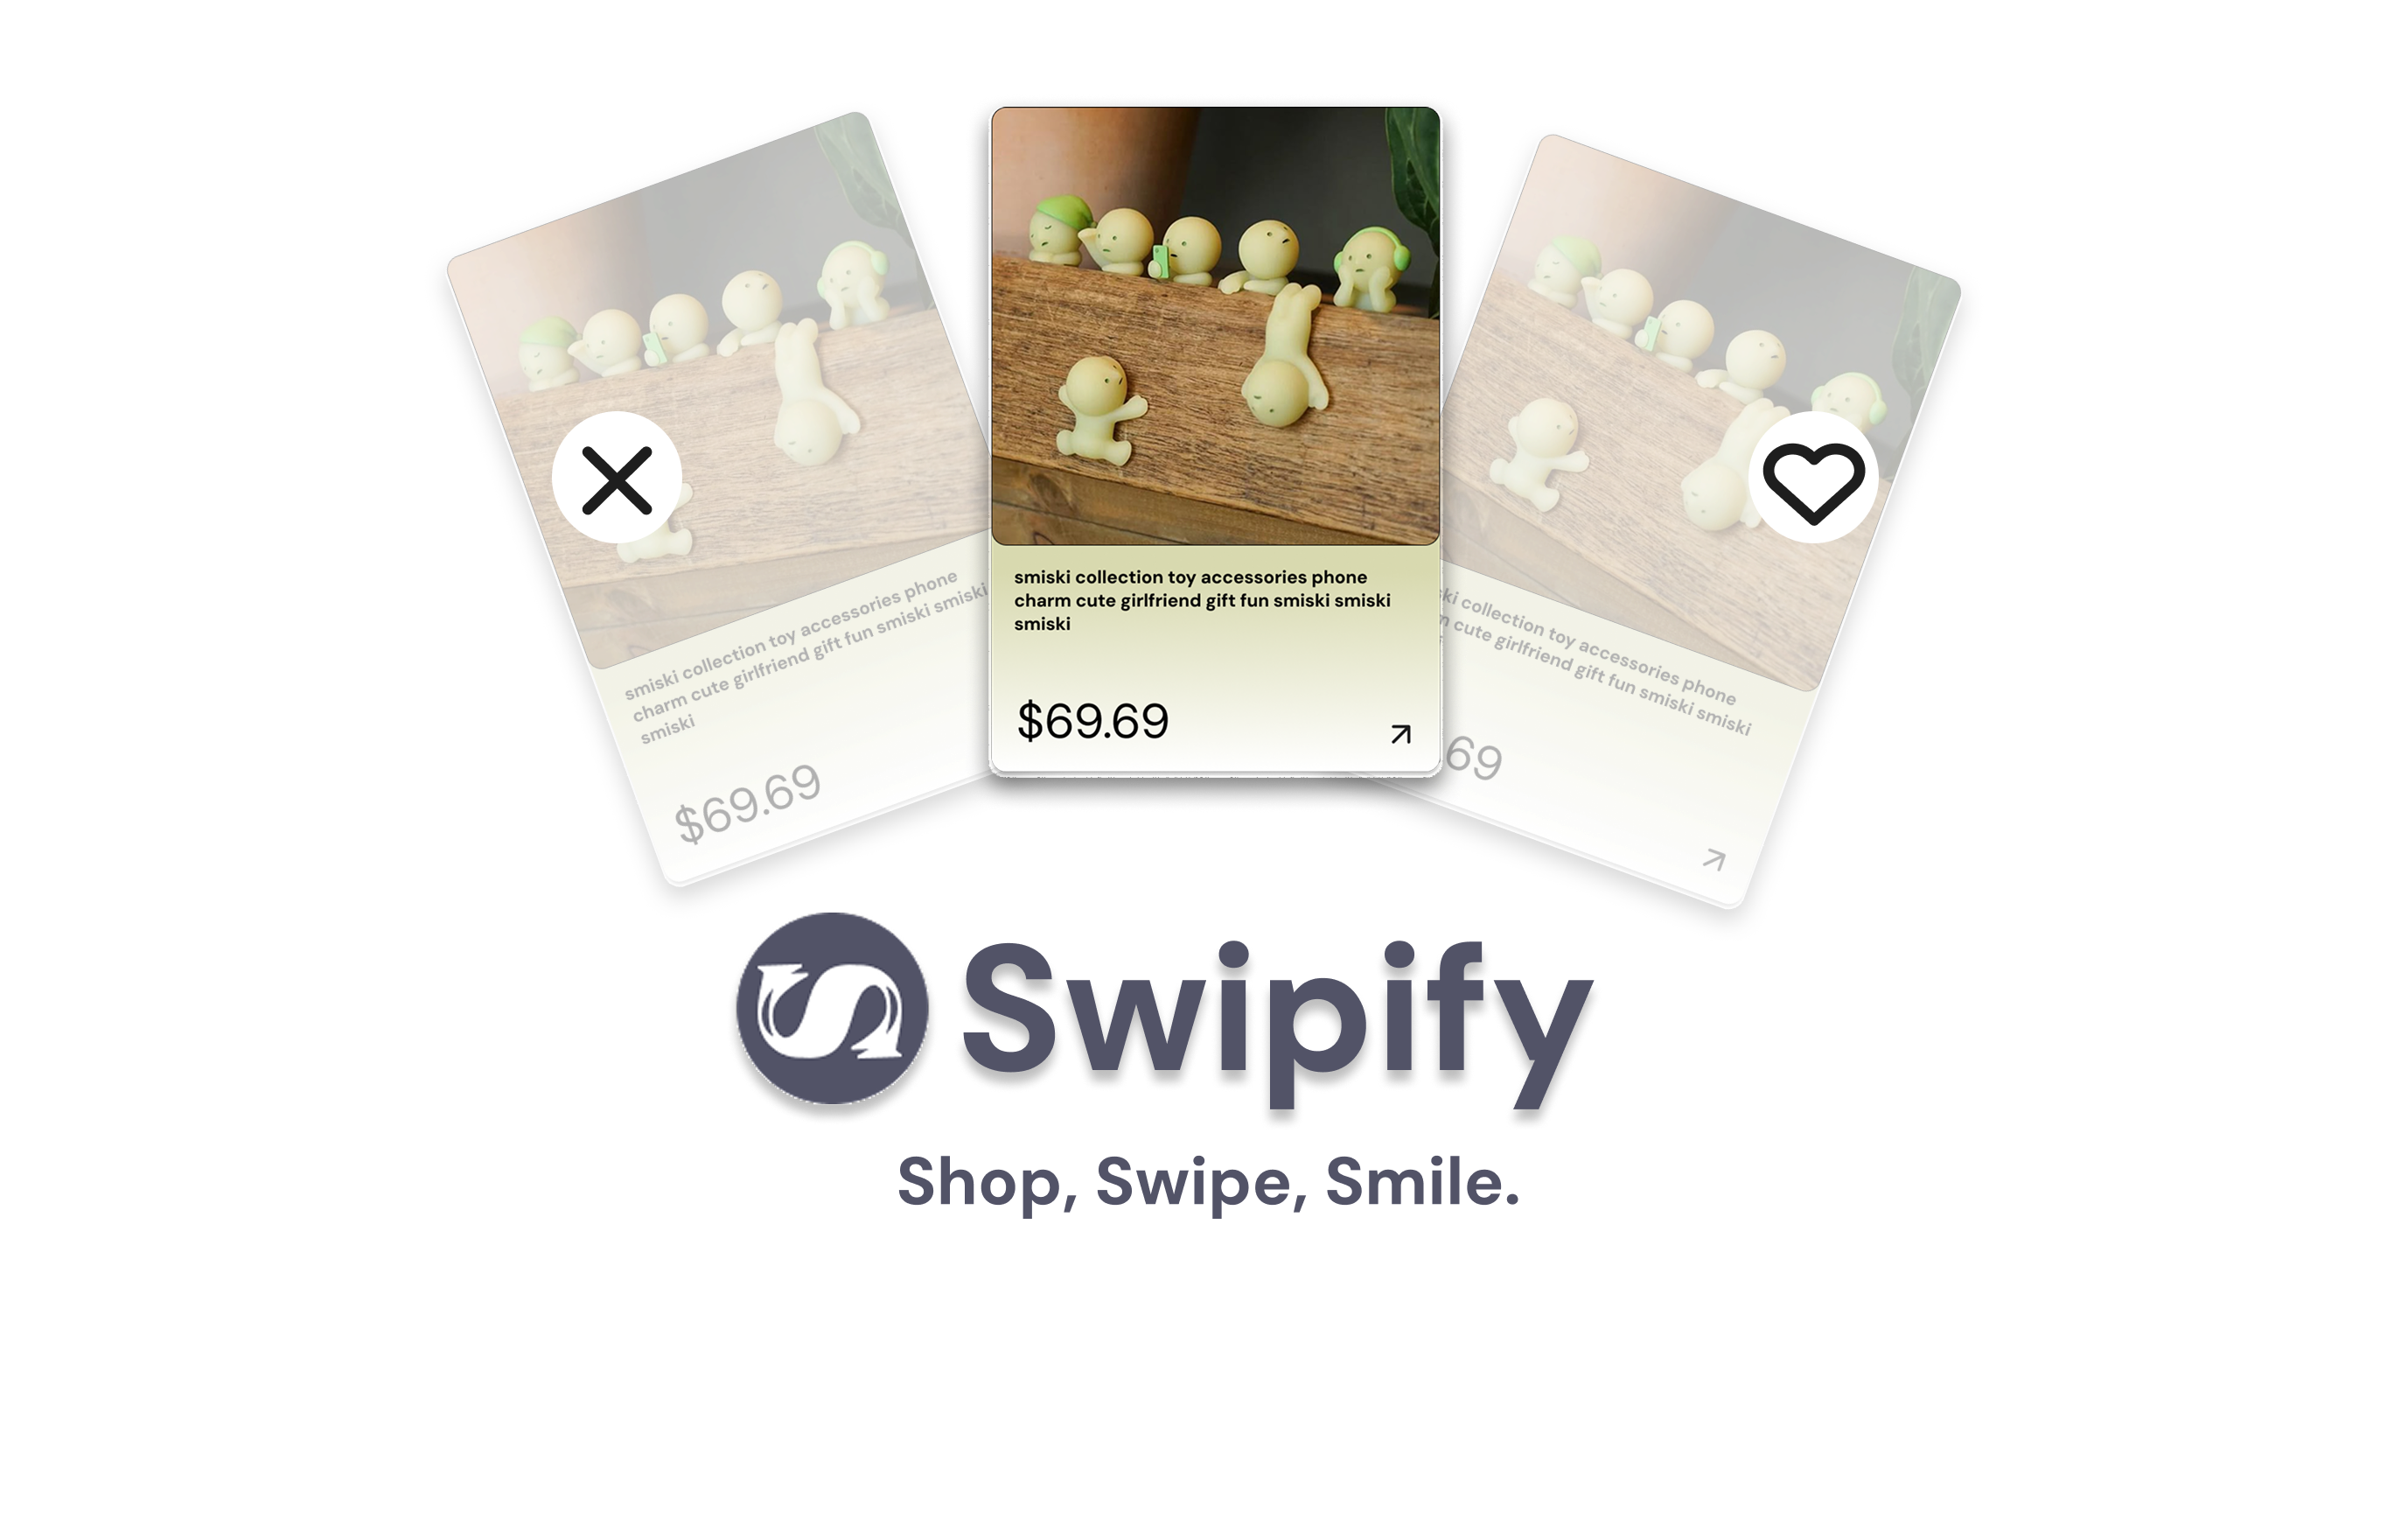 smiski collection toy accessories phone
charm cute girlfriend gift fun smiski smiski
smiski
$69.69
smiski collection toy accessories phone
charm cute girlfriend gift fun smiski smiski
smiski
$69.69
ki collection toy accessories phone
cute girlfriend gift fun smiski smiski
69
Swipify
Shop, Swipe, Smile.